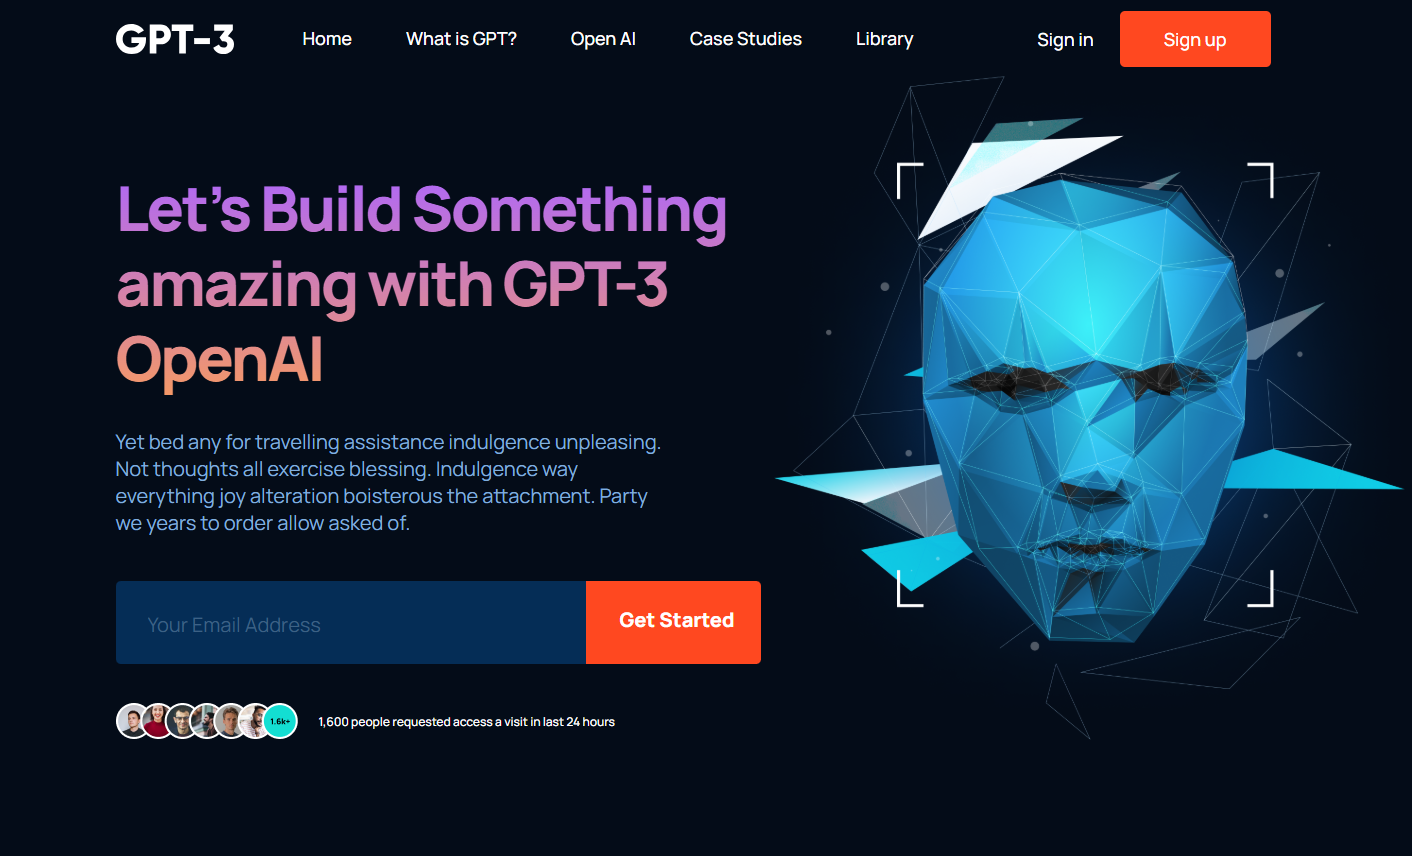 GPT-3
Home
What is GPT?
Open AI
Case Studies
Library
Sign in
Sign up
Let's Build Something
amazing with GPT-3
OpenAI
Yet bed any for travelling assistance indulgence unpleasing.
Not thoughts all exercise blessing. Indulgence way
everything joy alteration boisterous the attachment. Party
we years to order allow asked of.
Your Email Address
Get Started
1.6k+
1,600 people requested access a visit in last 24 hours